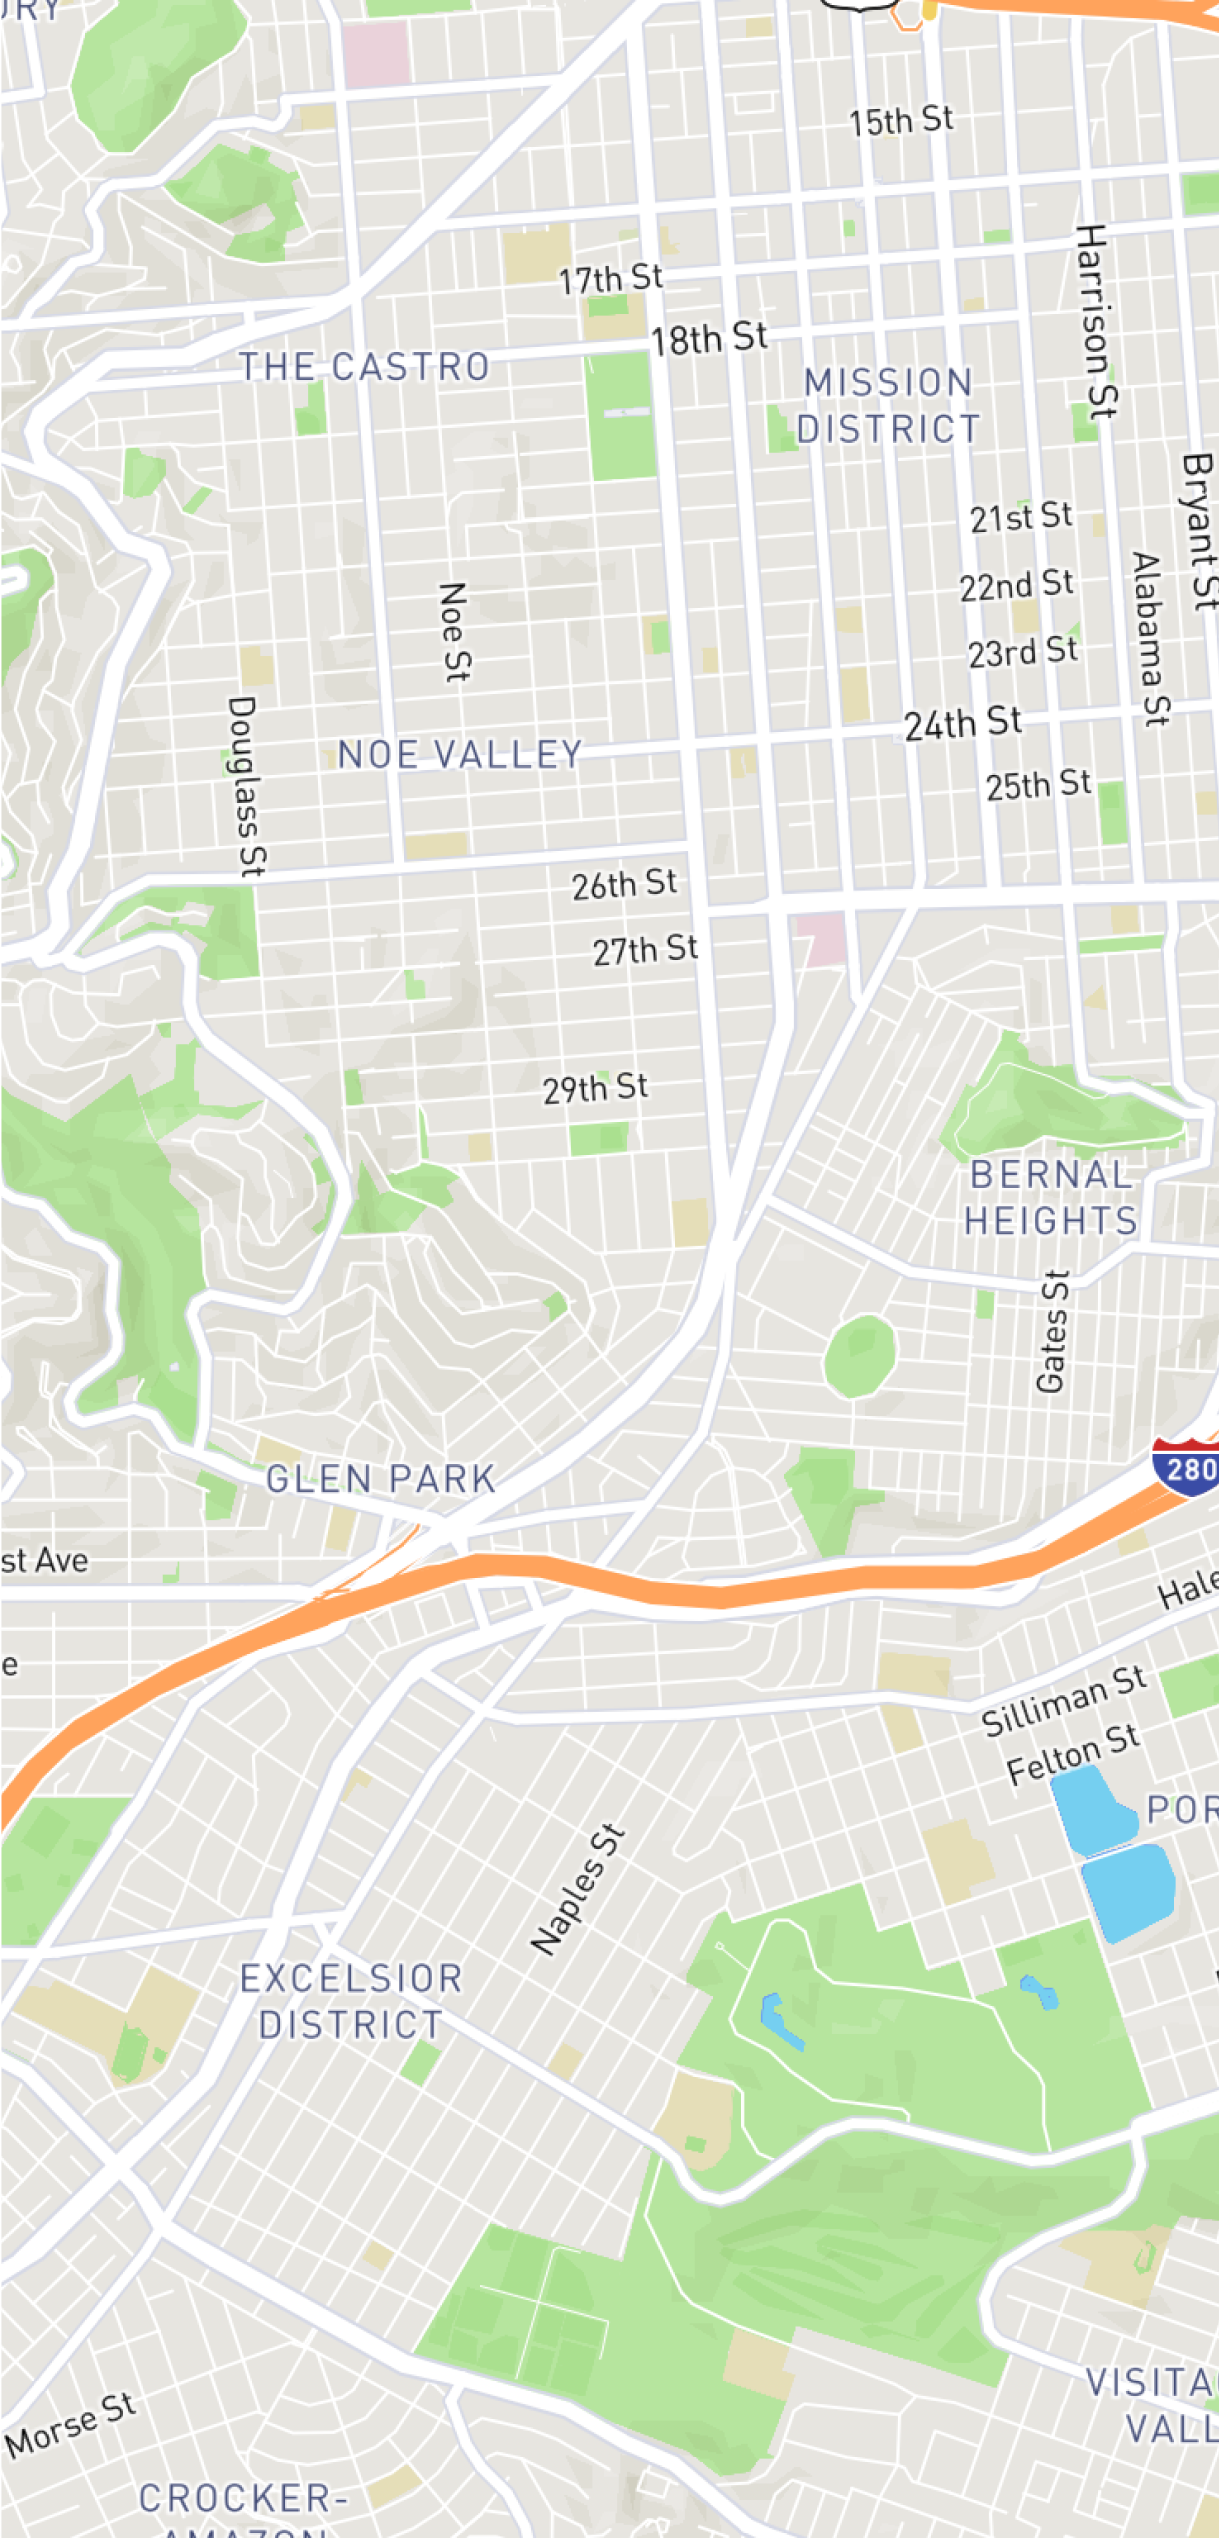 15th St
17th St
Harrison St
18th St
THE CASTRO
MISSION
DISTRICT
Bryant St
21st St
22nd St
Alabama St
Noe St
23rd St
Douglass St
24th St
NOE VALLEY
25th St
26th St
27th St
29th St
BERNAL
HEIGHTS
Gates St
280
GLEN PARK
st Ave
Hale
e
Silliman St
Felton St
POR
Naples St
EXCELSIOR
DISTRICT
VISITA
VALL
Morse St
CROCKER-
AMAZON